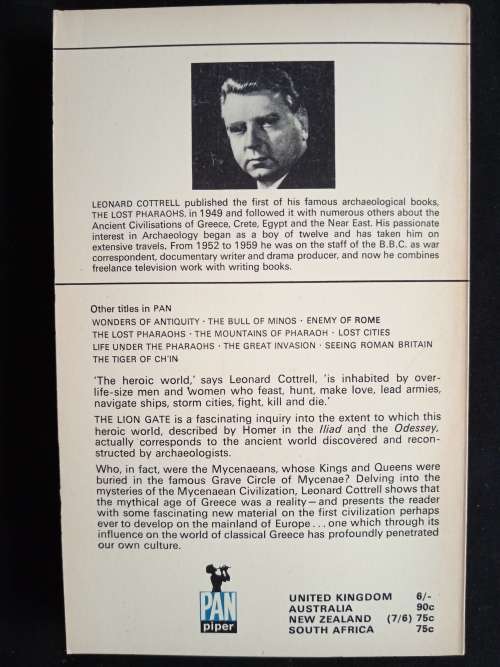 LEONARD COTTRELL published the first of his famous archaeological books,
THE LOST PHARAOHS, in 1949 and followed it with numerous others about the
Ancient Civilisations of Greece, Crete, Egypt and the Near East. His passionate
interest in Archaeology began as a boy of twelve and has taken him on
extensive travels. From 1952 to 1959 he was on the staff of the B.B.C. as war
correspondent, documentary writer and drama producer, and now he combines
freelance television work with writing books.
Other titles in PAN
WONDERS OF ANTIQUITY · THE BULL OF MINOS · ENEMY OF ROME
THE LOST PHARAOHS · THE MOUNTAINS OF PHARAOH · LOST CITIES
LIFE UNDER THE PHARAOHS · THE GREAT INVASION · SEEING ROMAN BRITAIN
THE TIGER OF CH'IN
'The heroic world,' says Leonard Cottrell, 'is inhabited by over-
life-size men and women who feast, hunt, make love, lead armies,
navigate ships, storm cities, fight, kill and die.'
THE LION GATE is a fascinating inquiry into the extent to which this
heroic world, described by Homer in the Iliad and the Odessey,
actually corresponds to the ancient world discovered and recon-
structed by archaeologists.
Who, in fact, were the Mycenaeans, whose Kings and Queens were
buried in the famous Grave Circle of Mycenae? Delving into the
mysteries of the Mycenaean Civilization, Leonard Cottrell shows that
the mythical age of Greece was a reality—and presents the reader
with some fascinating new material on the first civilization perhaps
ever to develop on the mainland of Europe . . . one which through its
influence on the world of classical Greece has profoundly penetrated
our own culture.
PAN
piper
UNITED KINGDOM 6/-
AUSTRALIA 90c
NEW ZEALAND (7/6) 75c
SOUTH AFRICA 75c